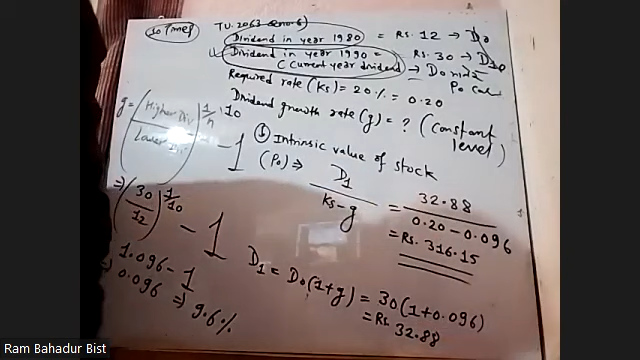 30 Times
TU. 2063
Dividend in year 1980 = Rs. 12 → D0
Dividend in year 1990 = Rs. 30 → D10
( Current year dividend) → D0
P0
Required rate (Ks) = 20 % = 0.20
Dividend growth rate (g) = ? (Constant level)
g = (Higher Div / Lower Div)^1/n - 1
10
⇒ (30/12)^1/10 - 1
⇒ 1.096 - 1
⇒ 0.096 ⇒ 9.6%
b Intrinsic value of stock
(P0) ⇒ D1 / ks-g = 32.88 / 0.20 - 0.096
= Rs. 316.15
D1 = D0(1+g) = 30(1+0.096)
= Rs. 32.88
Ram Bahadur Bist